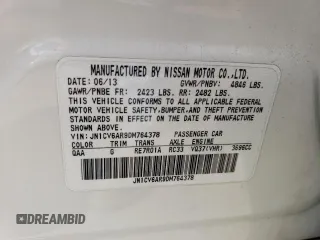 MANUFACTURED BY NISSAN MOTOR CO.,LTD.
DATE: 06/13 GVWR/PNBV: 4846 LBS.
GAWR/PNBE FR: 2423 LBS. RR: 2482 LBS.
THIS VEHICLE CONFORMS TO ALL APPLICABLE FEDERAL
MOTOR VEHICLE SAFETY,BUMPER,AND THEFT PREVENTION
STANDARDS IN EFFECT ON THE DATE OF MANUFACTURE
SHOWN ABOVE
VIN: JN1CV6AR9DM764378 PASSENGER CAR
COLOR TRIM TRANS AXLE ENGINE
QAA G RE7R01A RC33 VQ37(VHR) 3696CC
JN1CV6AR9DM764378
DEALERSHIP